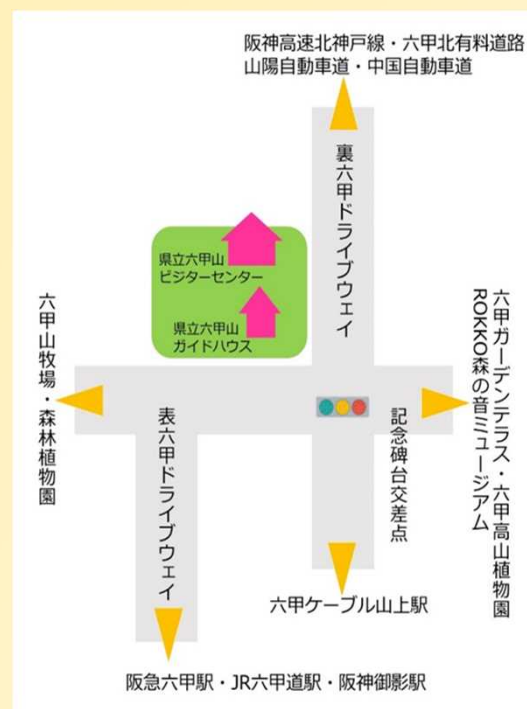 阪神高速北神戸線・六甲北有料道路
山陽自動車道・中国自動車道
裏六甲ドライブウェイ
県立六甲山
ビジターセンター
県立六甲山
ガイドハウス
六甲山牧場・森林植物園
六甲ガーデンテラス・六甲高山植物園
ROKKO森の音ミュージアム
記念碑台交差点
表六甲ドライブウェイ
六甲ケーブル山上駅
阪急六甲駅・JR六甲道駅・阪神御影駅